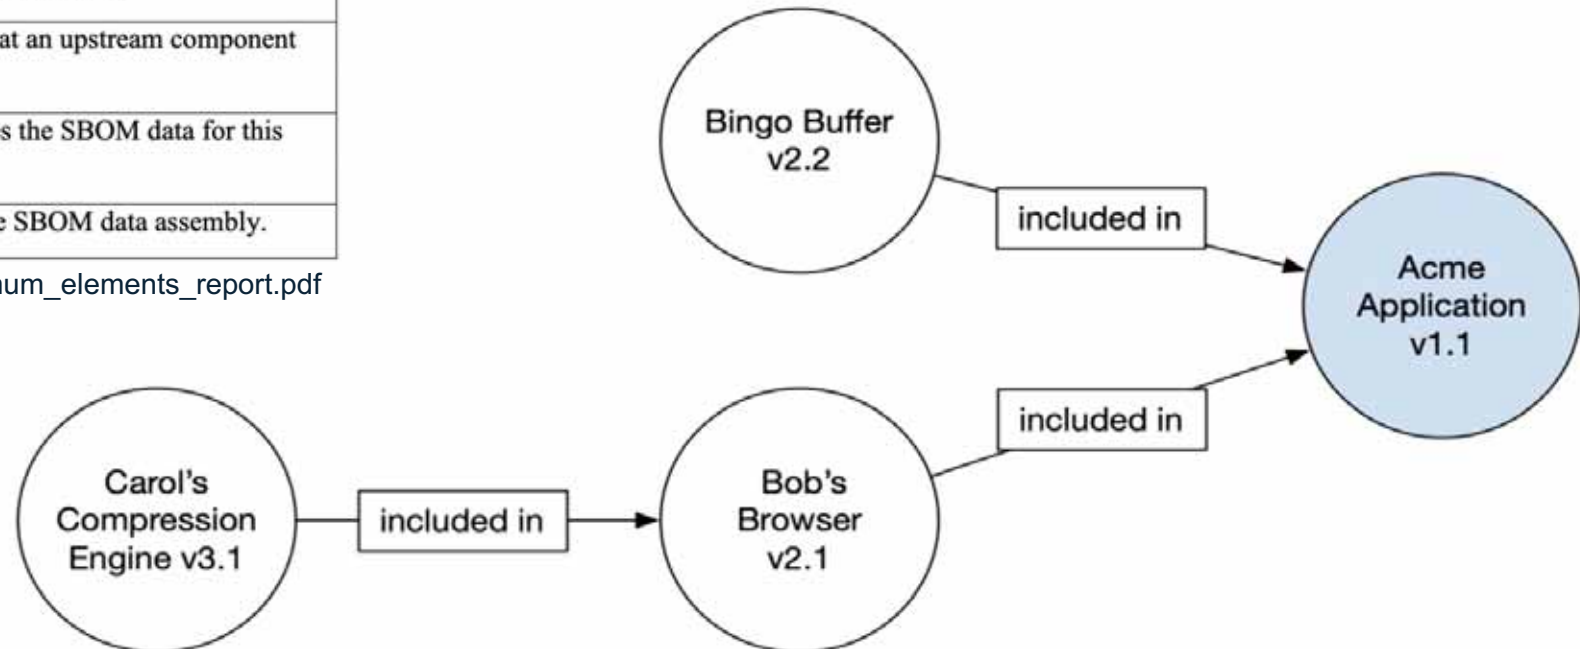 at an upstream component
s the SBOM data for this
e SBOM data assembly.
num_elements_report.pdf
Bingo Buffer
v2.2
included in
Acme
Application
v1.1
included in
Carol's
Compression
Engine v3.1
included in
Bob's
Browser
v2.1